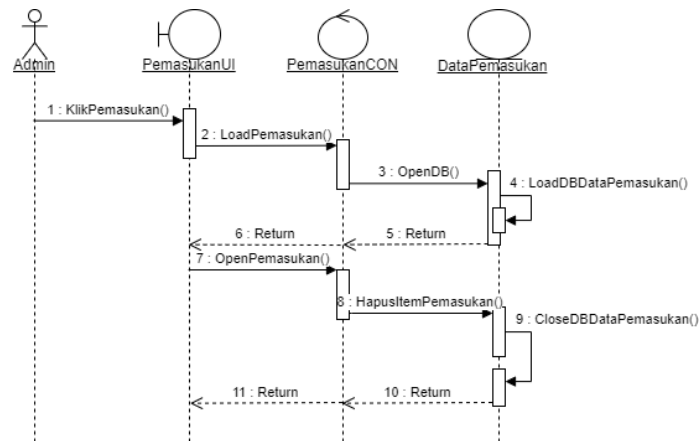 Admin
PemasukanUI
PemasukanCON
DataPemasukan
1 : KlikPemasukan()
2 : LoadPemasukan()
3 : OpenDB()
4 : LoadDBDataPemasukan()
5 : Return
6 : Return
7 : OpenPemasukan()
8 : HapusItemPemasukan()
9 : CloseDBDataPemasukan()
10 : Return
11 : Return